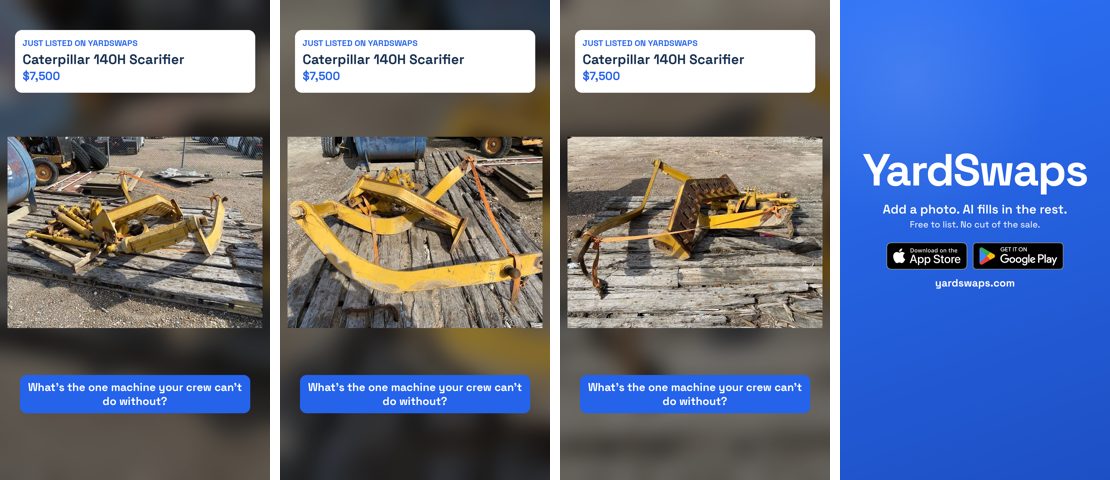 JUST LISTED ON YARDSWAPS
Caterpillar 140H Scarifier
$7,500
What's the one machine your crew can't
do without?
JUST LISTED ON YARDSWAPS
Caterpillar 140H Scarifier
$7,500
What's the one machine your crew can't
do without?
JUST LISTED ON YARDSWAPS
Caterpillar 140H Scarifier
$7,500
What's the one machine your crew can't
do without?
YardSwaps
Add a photo. AI fills in the rest.
Free to list. No cut of the sale.
Download on the
App Store
GET IT ON
Google Play
yardswaps.com